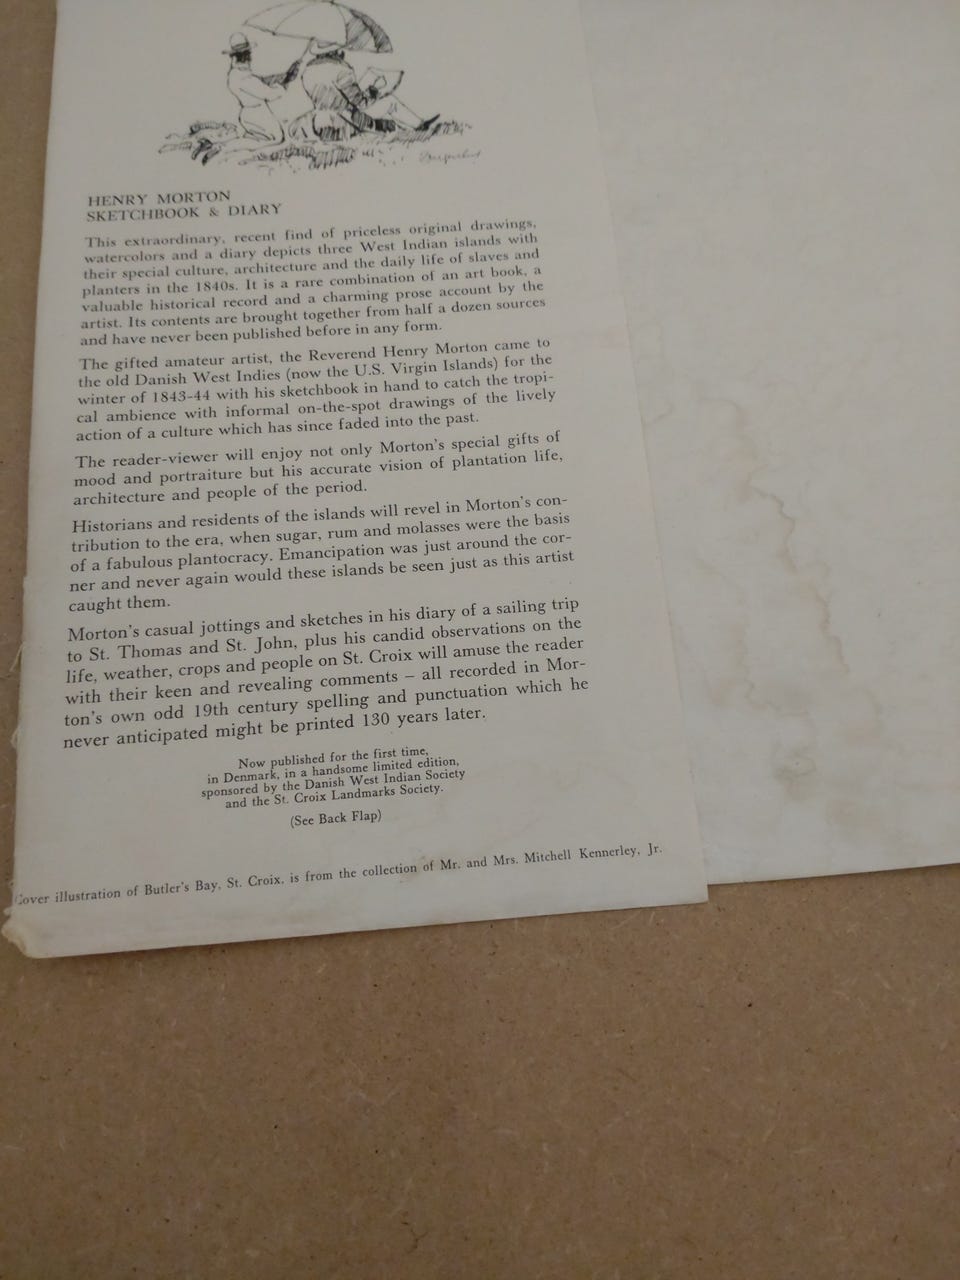 HENRY MORTON
SKETCHBOOK & DIARY
This extraordinary, recent find of priceless original drawings,
watercolors and a diary depicts three West Indian islands with
their special culture, architecture and the daily life of slaves and
planters in the 1840s. It is a rare combination of an art book, a
valuable historical record and a charming prose account by the
artist. Its contents are brought together from half a dozen sources
and have never been published before in any form.
The gifted amateur artist, the Reverend Henry Morton came to
the old Danish West Indies (now the U.S. Virgin Islands) for the
winter of 1843-44 with his sketchbook in hand to catch the tropi-
cal ambience with informal on-the-spot drawings of the lively
action of a culture which has since faded into the past.
The reader-viewer will enjoy not only Morton's special gifts of
mood and portraiture but his accurate vision of plantation life,
architecture and people of the period.
Historians and residents of the islands will revel in Morton's con-
tribution to the era, when sugar, rum and molasses were the basis
of a fabulous plantocracy. Emancipation was just around the cor-
ner and never again would these islands be seen just as this artist
caught them.
Morton's casual jottings and sketches in his diary of a sailing trip
to St. Thomas and St. John, plus his candid observations on the
life, weather, crops and people on St. Croix will amuse the reader
with their keen and revealing comments – all recorded in Mor-
ton's own odd 19th century spelling and punctuation which he
never anticipated might be printed 130 years later.
Now published for the first time,
in Denmark, in a handsome limited edition,
sponsored by the Danish West Indian Society
and the St. Croix Landmarks Society.
(See Back Flap)
Cover illustration of Butler's Bay, St. Croix, is from the collection of Mr. and Mrs. Mitchell Kennerley, Jr.